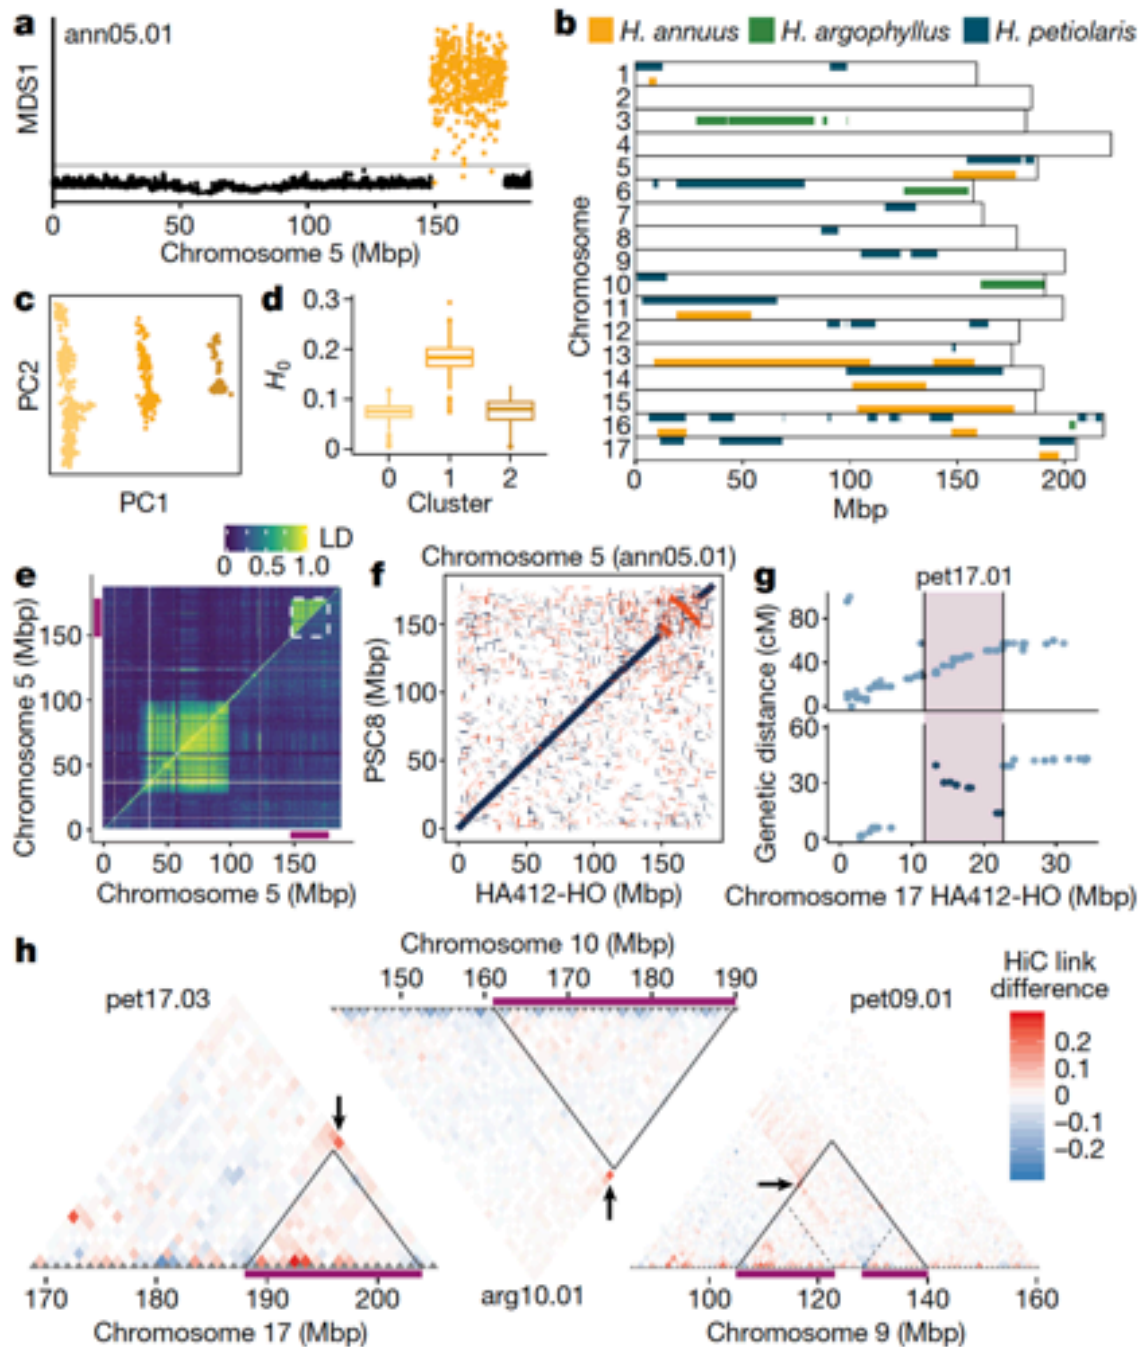 a
ann05.01
MDS1
0 50 100 150
Chromosome 5 (Mbp)
b H. annuus H. argophyllus H. petiolaris
Chromosome
1
2
3
4
5
6
7
8
9
10
11
12
13
14
15
16
17
0 50 100 150 200
Mbp
c
PC2
PC1
d
H0
0.3
0.2
0.1
0
0 1 2
Cluster
LD
0 0.5 1.0
e
Chromosome 5 (Mbp)
150
100
50
0
0 50 100 150
Chromosome 5 (Mbp)
f
Chromosome 5 (ann05.01)
PSC8 (Mbp)
150
100
50
0
0 50 100 150
HA412-HO (Mbp)
g
pet17.01
Genetic distance (cM)
80
40
0
60
30
0
0 10 20 30
Chromosome 17 HA412-HO (Mbp)
h
pet17.03
170 180 190 200
Chromosome 17 (Mbp)
Chromosome 10 (Mbp)
150 160 170 180 190
arg10.01
pet09.01
100 120 140 160
Chromosome 9 (Mbp)
HiC link
difference
0.2
0.1
0
−0.1
−0.2